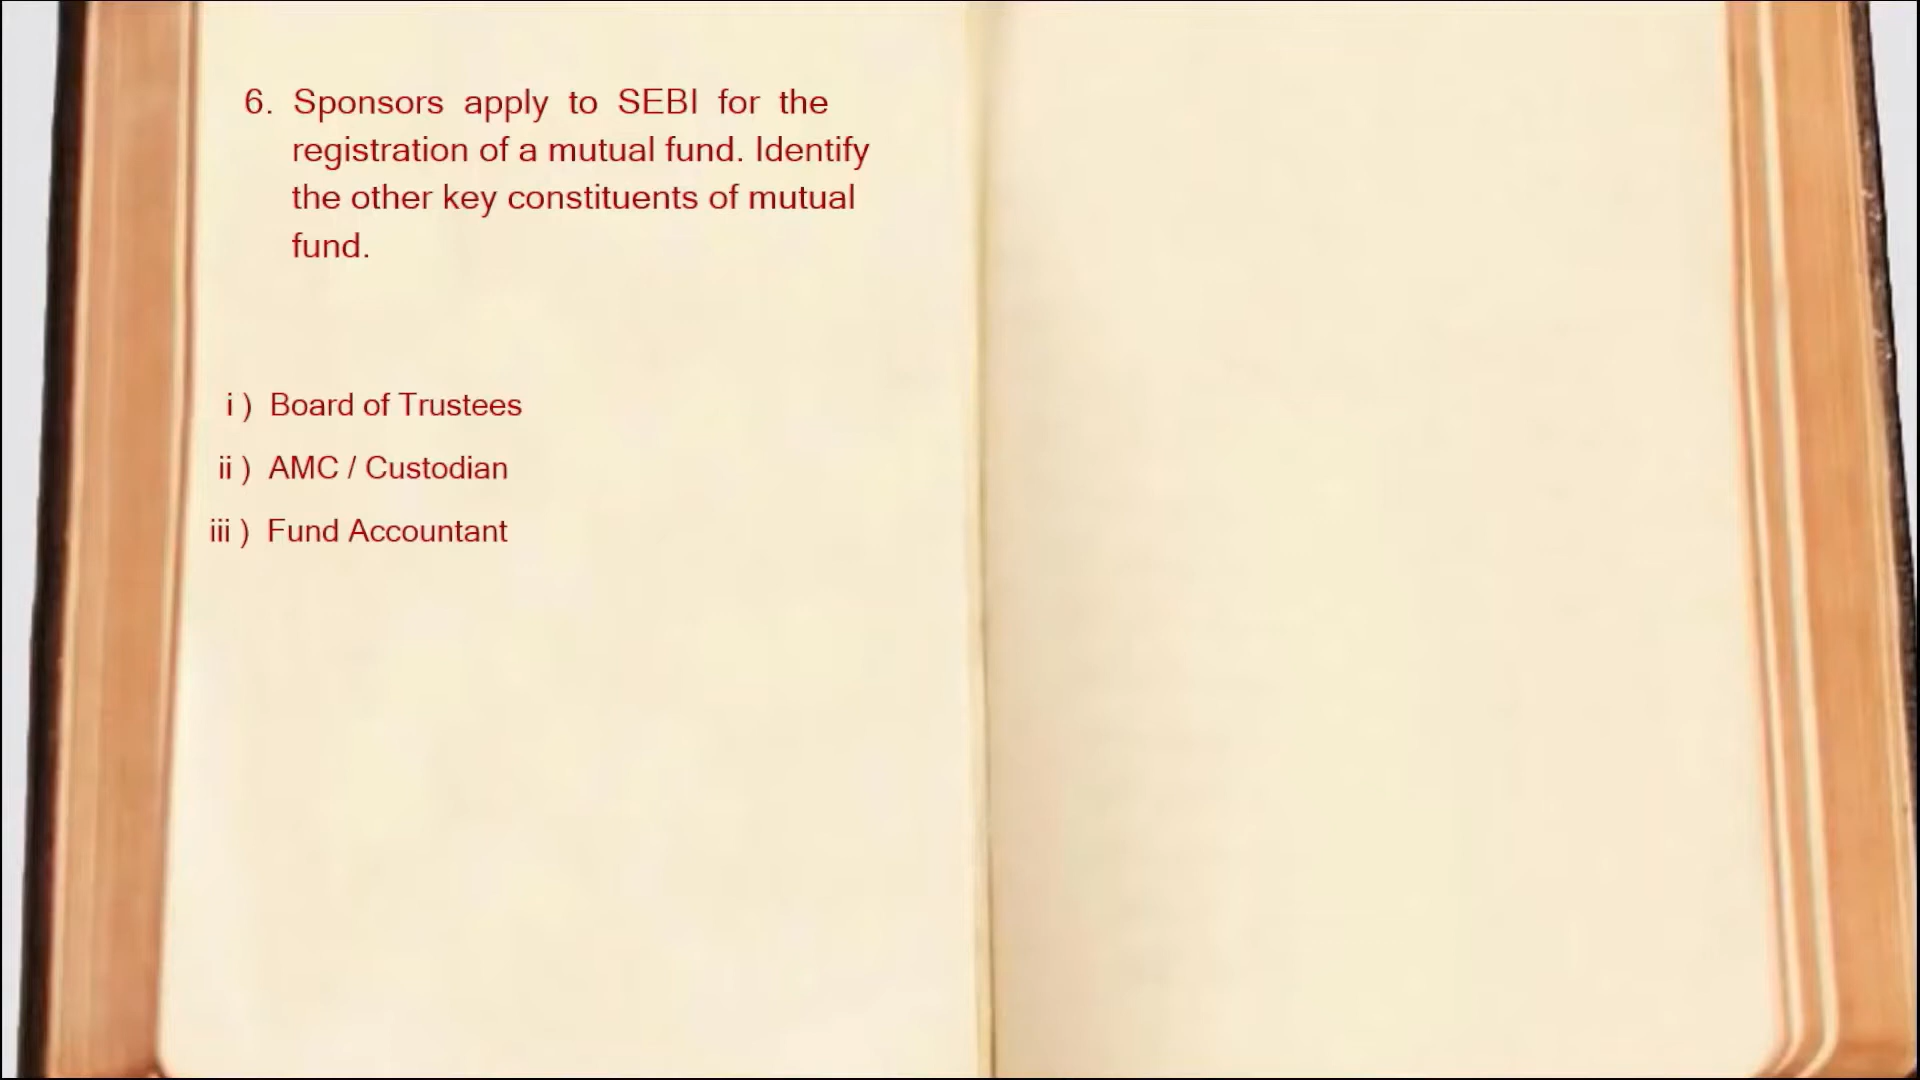 6. Sponsors apply to SEBI for the
registration of a mutual fund. Identify
the other key constituents of mutual
fund.
i ) Board of Trustees
ii ) AMC / Custodian
iii ) Fund Accountant